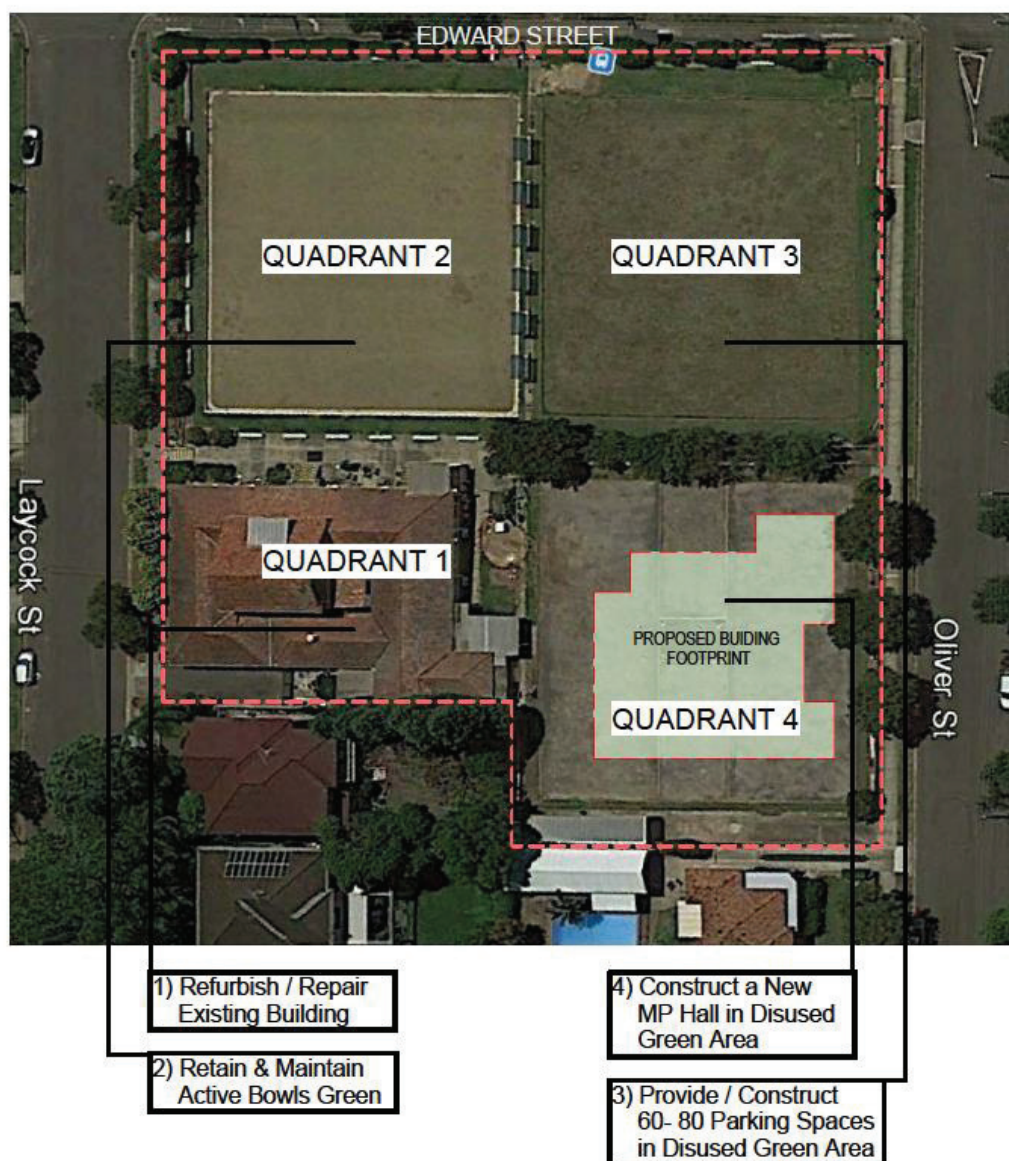 EDWARD STREET
QUADRANT 2
QUADRANT 3
Laycock St
QUADRANT 1
PROPOSED BUIDING
FOOTPRINT
QUADRANT 4
Oliver St
1) Refurbish / Repair
Existing Building
2) Retain & Maintain
Active Bowls Green
4) Construct a New
MP Hall in Disused
Green Area
3) Provide / Construct
60- 80 Parking Spaces
in Disused Green Area